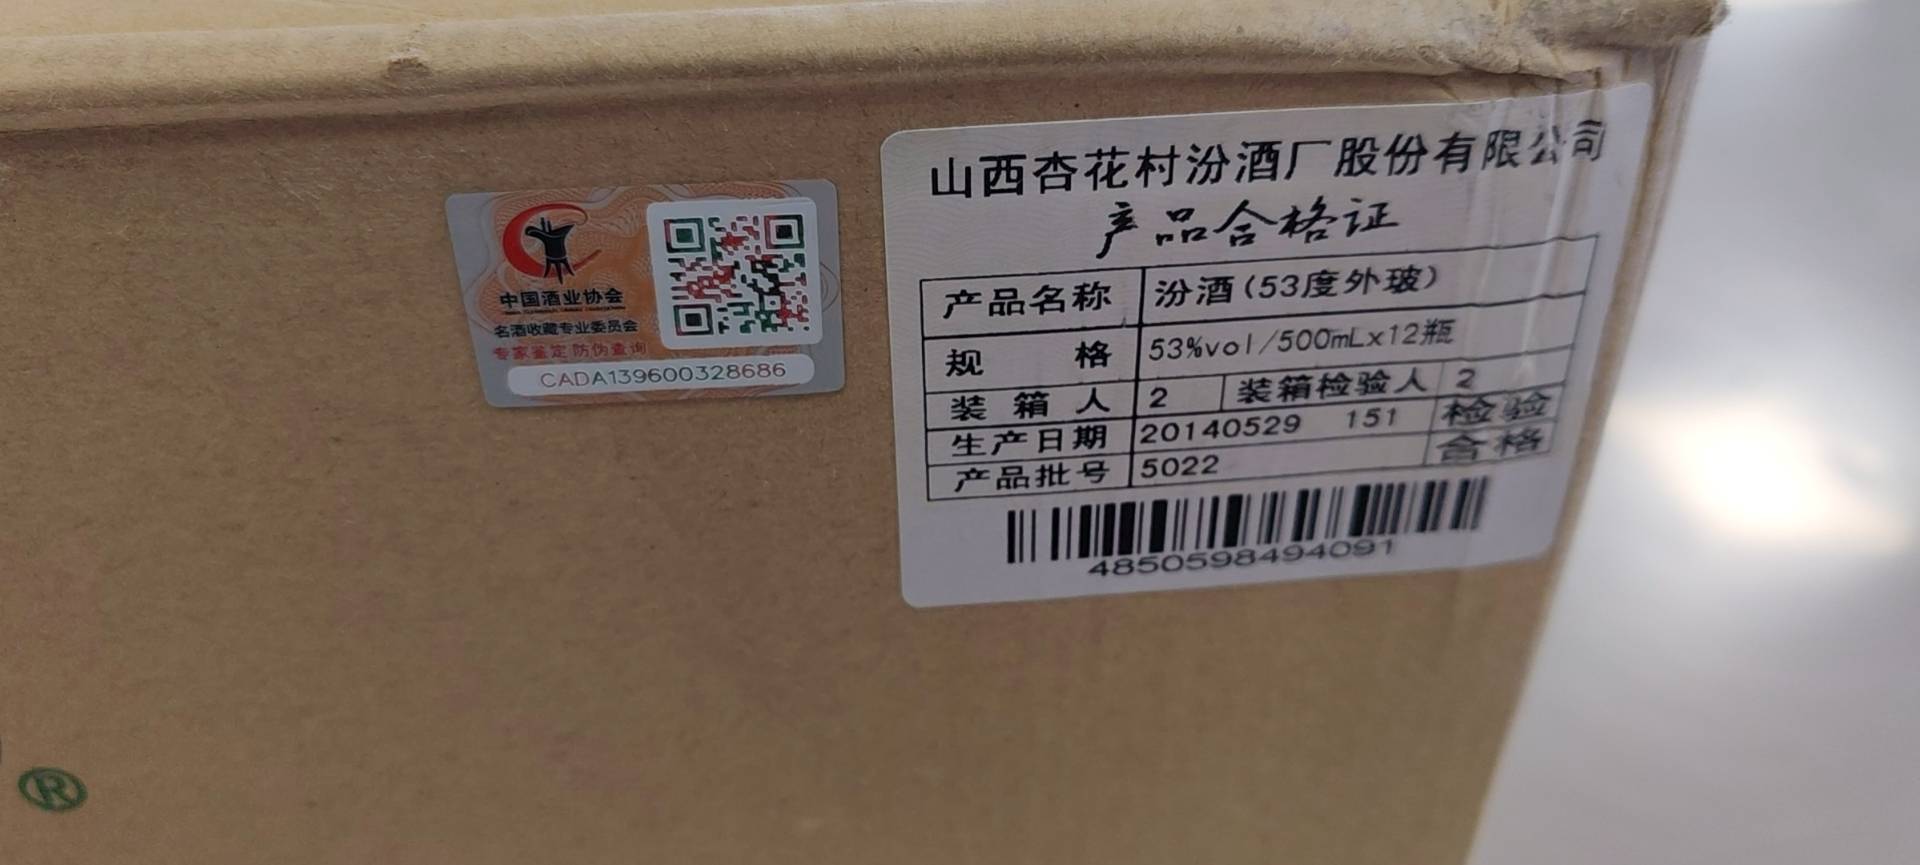 中国酒业协会
名酒收藏专业委员会
专家鉴定 防伪查询
CADA139600328686
山西杏花村汾酒厂股份有限公司
产品合格证
产品名称 汾酒(53度外玻)
规格 53%vol/500mLx12瓶
装箱人 2 装箱检验人 2
生产日期 20140529 151 检验
产品批号 5022 合格
4850598494091
®